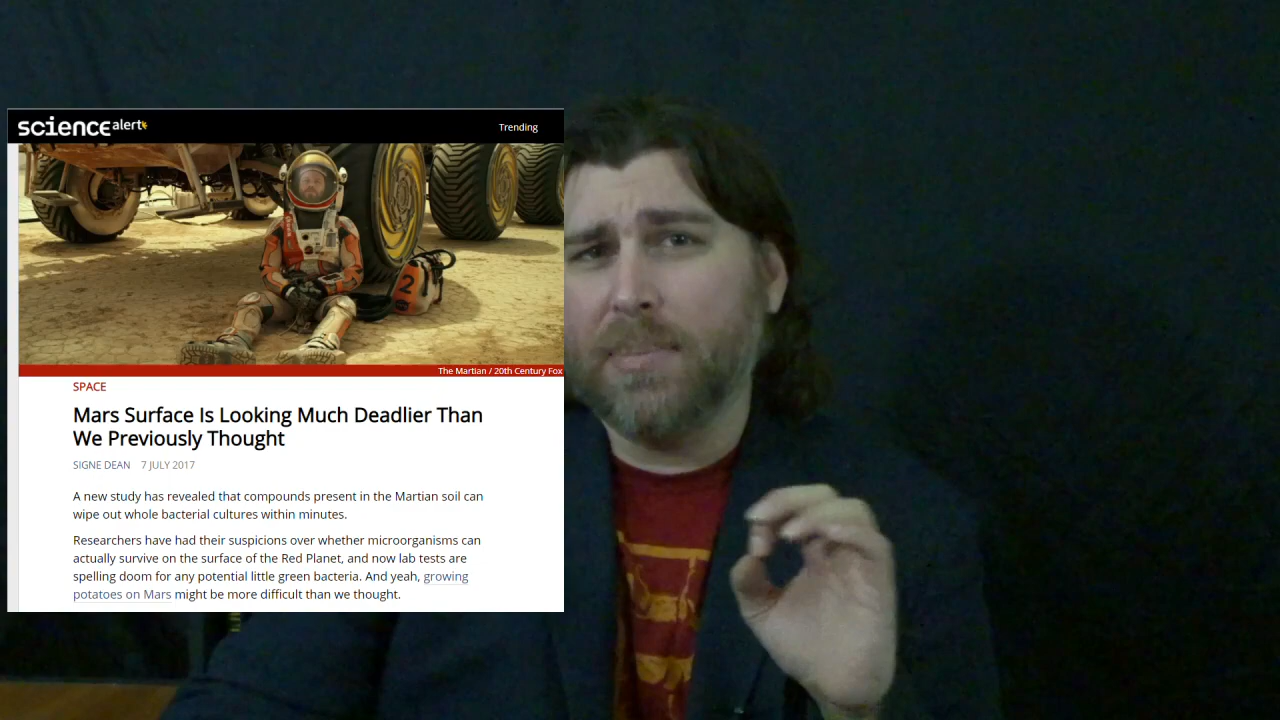 sciencealert
Trending
2
The Martian / 20th Century Fox
SPACE
Mars Surface Is Looking Much Deadlier Than
We Previously Thought
SIGNE DEAN 7 JULY 2017
A new study has revealed that compounds present in the Martian soil can
wipe out whole bacterial cultures within minutes.
Researchers have had their suspicions over whether microorganisms can
actually survive on the surface of the Red Planet, and now lab tests are
spelling doom for any potential little green bacteria. And yeah, growing
potatoes on Mars might be more difficult than we thought.